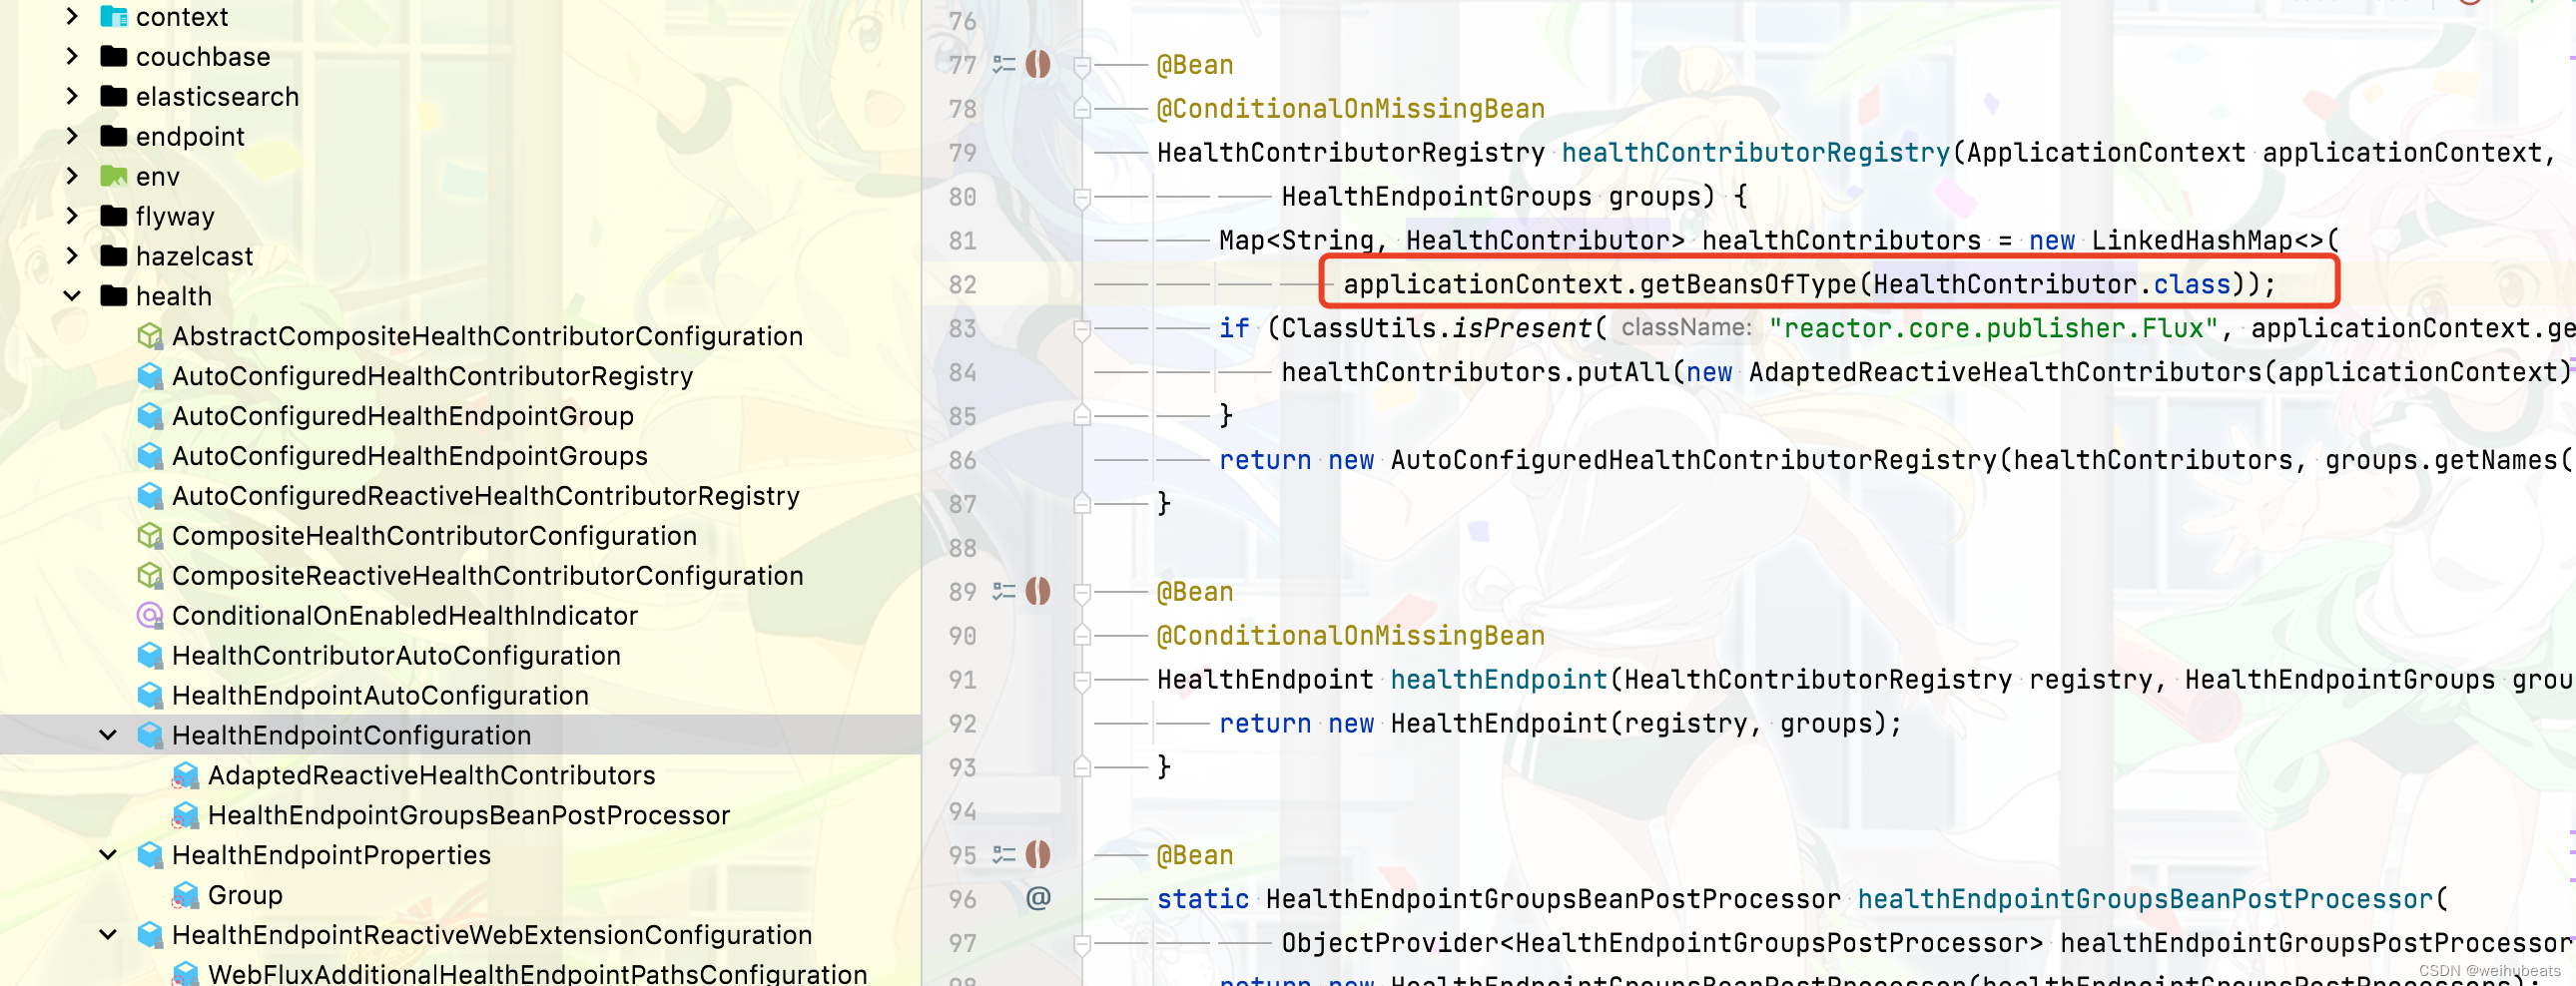 context
couchbase
elasticsearch
endpoint
env
flyway
hazelcast
health
AbstractCompositeHealthContributorConfiguration
AutoConfiguredHealthContributorRegistry
AutoConfiguredHealthEndpointGroup
AutoConfiguredHealthEndpointGroups
AutoConfiguredReactiveHealthContributorRegistry
CompositeHealthContributorConfiguration
CompositeReactiveHealthContributorConfiguration
ConditionalOnEnabledHealthIndicator
HealthContributorAutoConfiguration
HealthEndpointAutoConfiguration
HealthEndpointConfiguration
AdaptedReactiveHealthContributors
HealthEndpointGroupsBeanPostProcessor
HealthEndpointProperties
Group
HealthEndpointReactiveWebExtensionConfiguration
WebFluxAdditionalHealthEndpointPathsConfiguration
76
77 @Bean
78 @ConditionalOnMissingBean
79 HealthContributorRegistry healthContributorRegistry(ApplicationContext applicationContext,
80 HealthEndpointGroups groups) {
81 Map<String, HealthContributor> healthContributors = new LinkedHashMap<>(
82 applicationContext.getBeansOfType(HealthContributor.class));
83 if (ClassUtils.isPresent( className: "reactor.core.publisher.Flux", applicationContext.ge
84 healthContributors.putAll(new AdaptedReactiveHealthContributors(applicationContext)
85 }
86 return new AutoConfiguredHealthContributorRegistry(healthContributors, groups.getNames(
87 }
88
89 @Bean
90 @ConditionalOnMissingBean
91 HealthEndpoint healthEndpoint(HealthContributorRegistry registry, HealthEndpointGroups grou
92 return new HealthEndpoint(registry, groups);
93 }
94
95 @Bean
96 @ static HealthEndpointGroupsBeanPostProcessor healthEndpointGroupsBeanPostProcessor(
97 ObjectProvider<HealthEndpointGroupsPostProcessor> healthEndpointGroupsPostProcessor
98 return new HealthEndpointGroupsBeanPostProcessor(healthEndpointGroupsPostProcessors);
CSDN @weihubeats